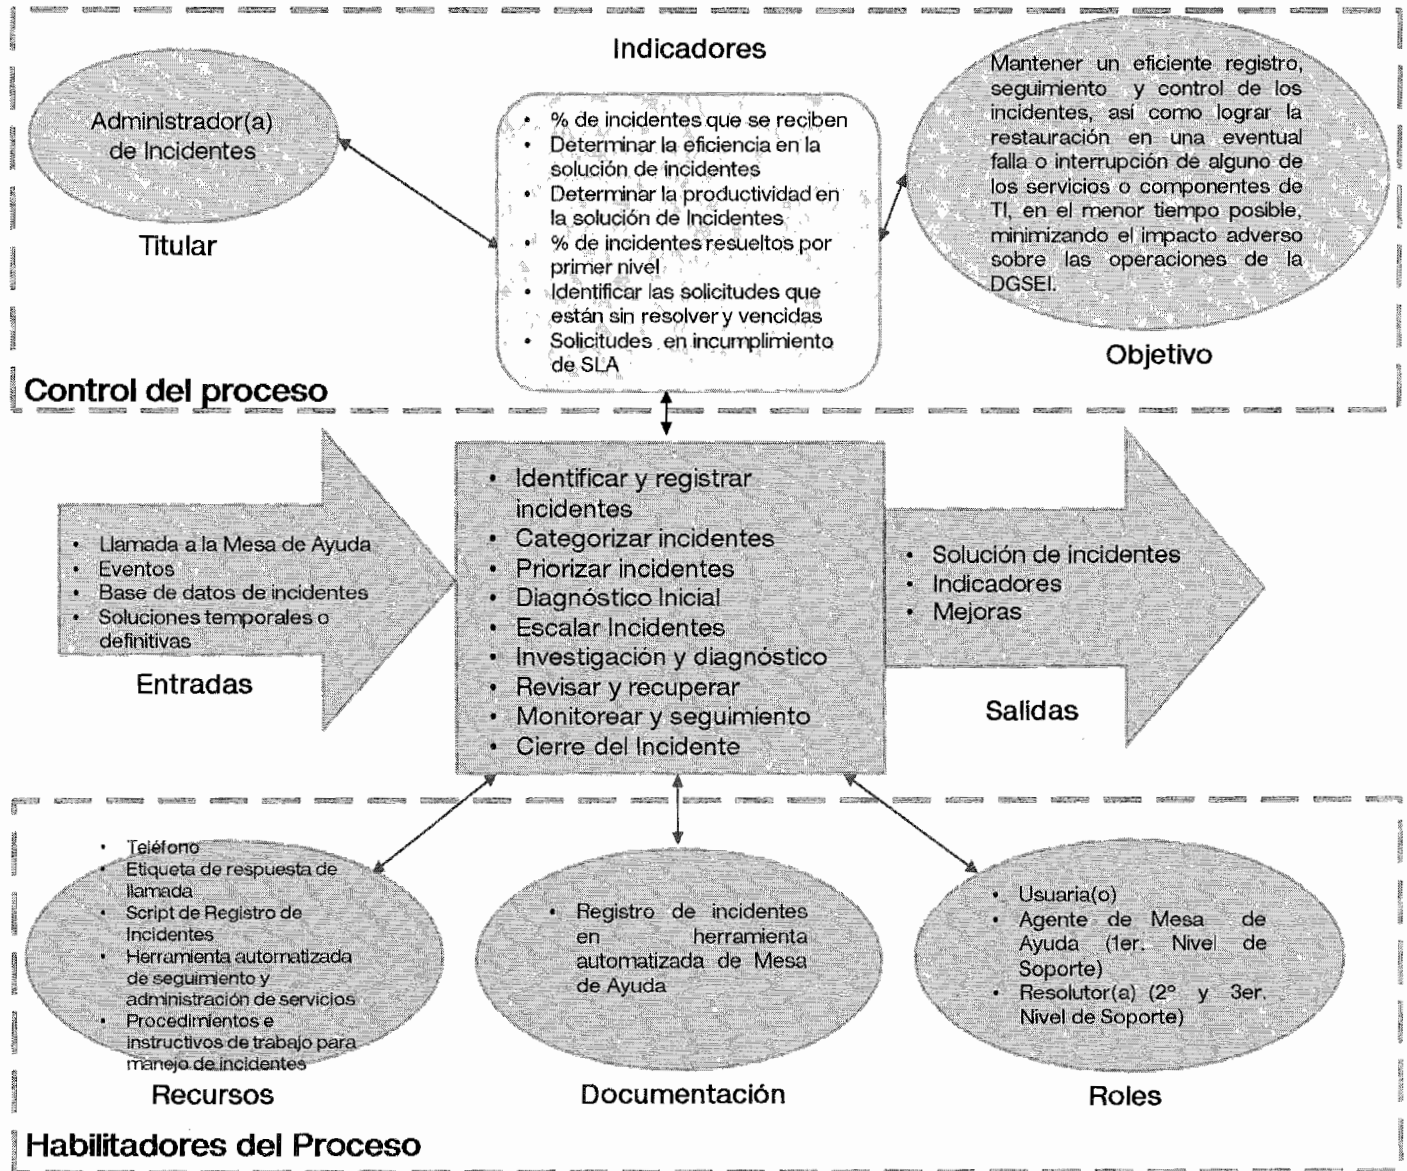 Indicadores
Administrador(a)
de Incidentes
Titular
• % de incidentes que se reciben
• Determinar la eficiencia en la
solución de incidentes
• Determinar la productividad en
la solución de Incidentes
• % de incidentes resueltos por
primer nivel
• Identificar las solicitudes que
están sin resolver y vencidas
• Solicitudes en incumplimiento
de SLA
Mantener un eficiente registro,
seguimiento y control de los
incidentes, así como lograr la
restauración en una eventual
falla o interrupción de alguno de
los servicios o componentes de
TI, en el menor tiempo posible,
minimizando el impacto adverso
sobre las operaciones de la
DGSEI.
Objetivo
Control del proceso
• Llamada a la Mesa de Ayuda
• Eventos
• Base de datos de incidentes
• Soluciones temporales o
definitivas
Entradas
• Identificar y registrar
incidentes
• Categorizar incidentes
• Priorizar incidentes
• Diagnóstico Inicial
• Escalar Incidentes
• Investigación y diagnóstico
• Revisar y recuperar
• Monitorear y seguimiento
• Cierre del Incidente
• Solución de incidentes
• Indicadores
• Mejoras
Salidas
• Teléfono
• Etiqueta de respuesta de
llamada
• Script de Registro de
Incidentes
• Herramienta automatizada
de seguimiento y
administración de servicios
• Procedimientos e
instructivos de trabajo para
manejo de incidentes
Recursos
• Registro de incidentes
en herramienta
automatizada de Mesa
de Ayuda
Documentación
• Usuaria(o)
• Agente de Mesa de
Ayuda (1er. Nivel de
Soporte)
• Resolutor(a) (2º y 3er.
Nivel de Soporte)
Roles
Habilitadores del Proceso